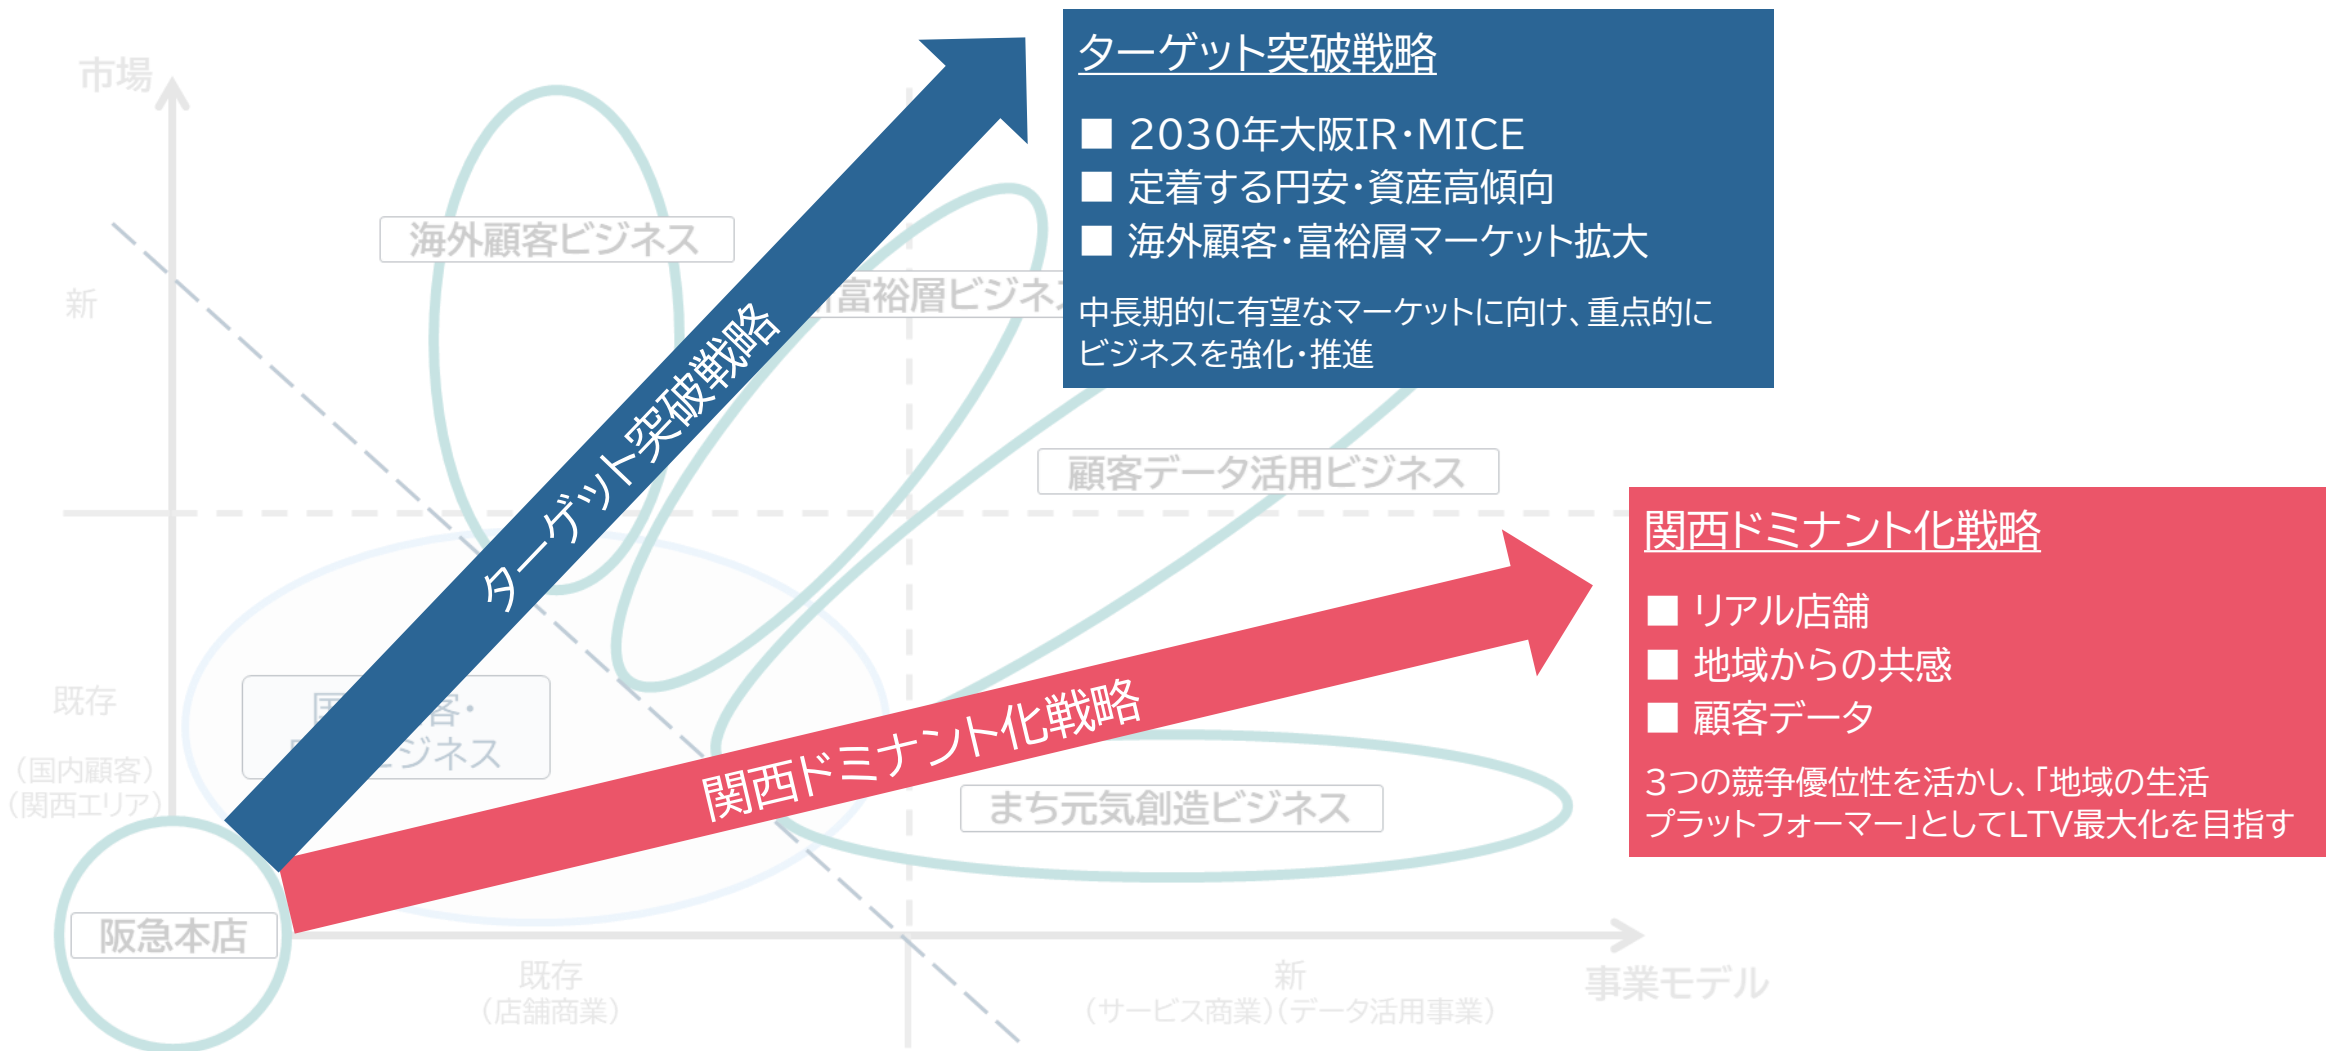 市場
ターゲット突破戦略
■ 2030年大阪IR・MICE
■ 定着する円安・資産高傾向
■ 海外顧客・富裕層マーケット拡大
中長期的に有望なマーケットに向け、重点的に
ビジネスを強化・推進
海外顧客ビジネス
新
富裕層ビジネ
ターゲット突破戦略
顧客データ活用ビジネス
関西ドミナント化戦略
■ リアル店舗
■ 地域からの共感
■ 顧客データ
3つの競争優位性を活かし、「地域の生活
プラットフォーマー」としてLTV最大化を目指す
既存
(国内顧客)
(関西エリア)
客・
ビジネス
関西ドミナント化戦略
まち元気創造ビジネス
阪急本店
既存
(店舗商業)
新
(サービス商業)(データ活用事業)
事業モデル